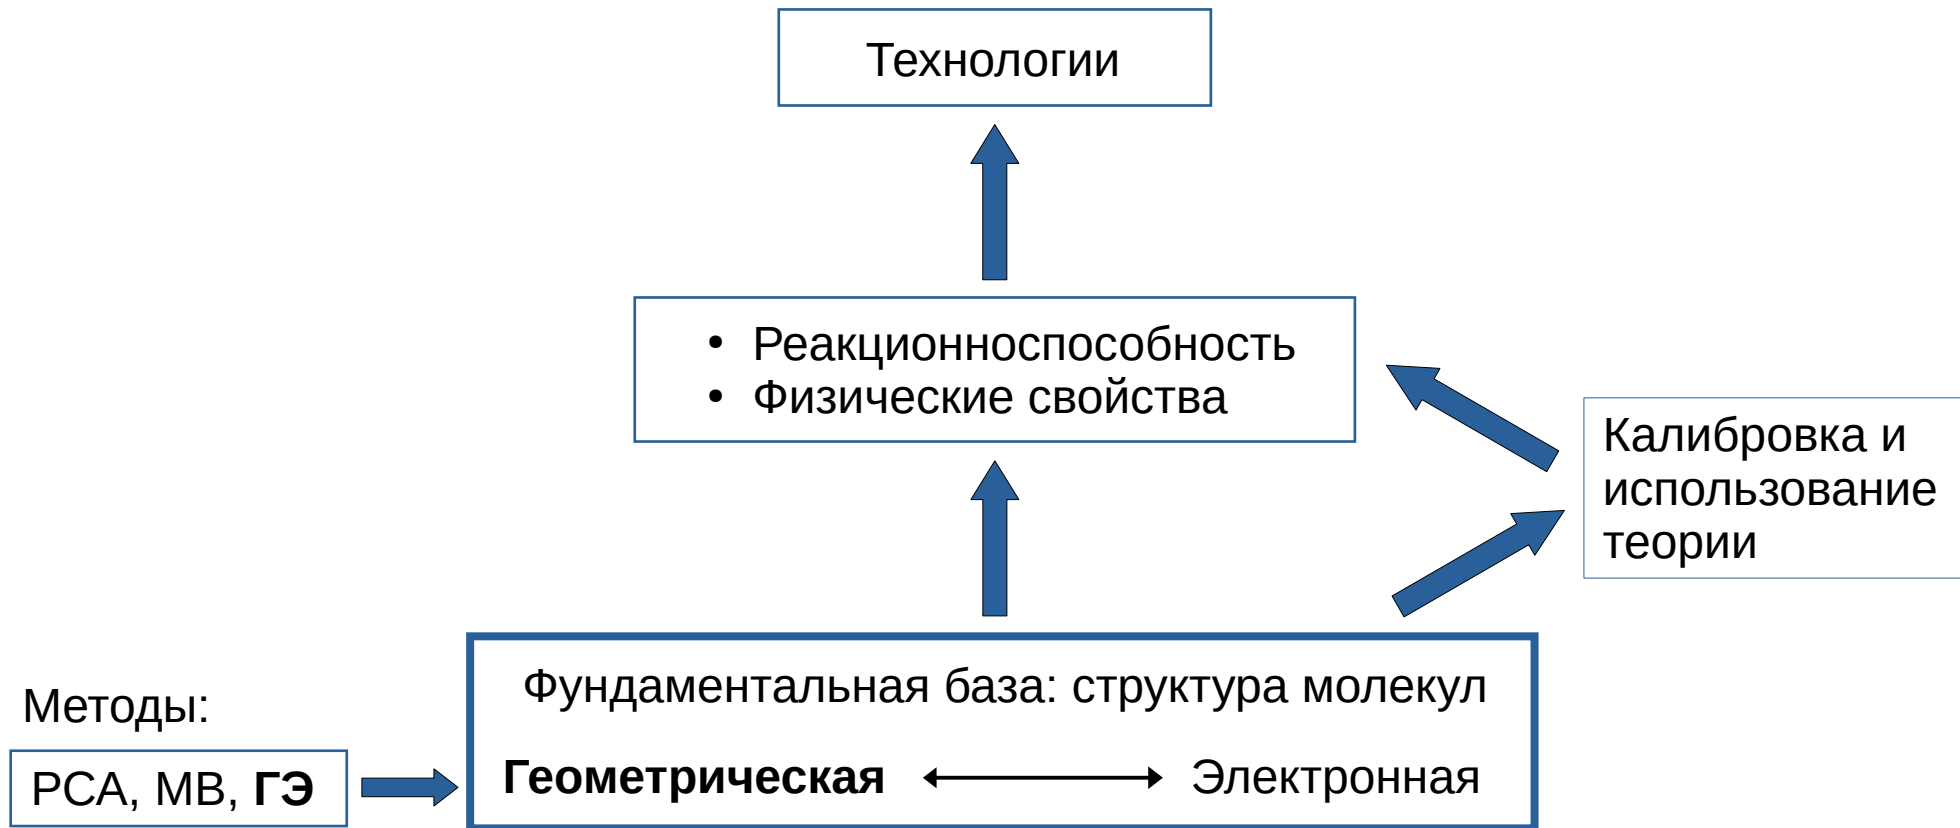 Технологии
• Реакционноспособность
• Физические свойства
Калибровка и
использование
теории
Фундаментальная база: структура молекул
Геометрическая Электронная
Методы:
РСА, МВ, ГЭ